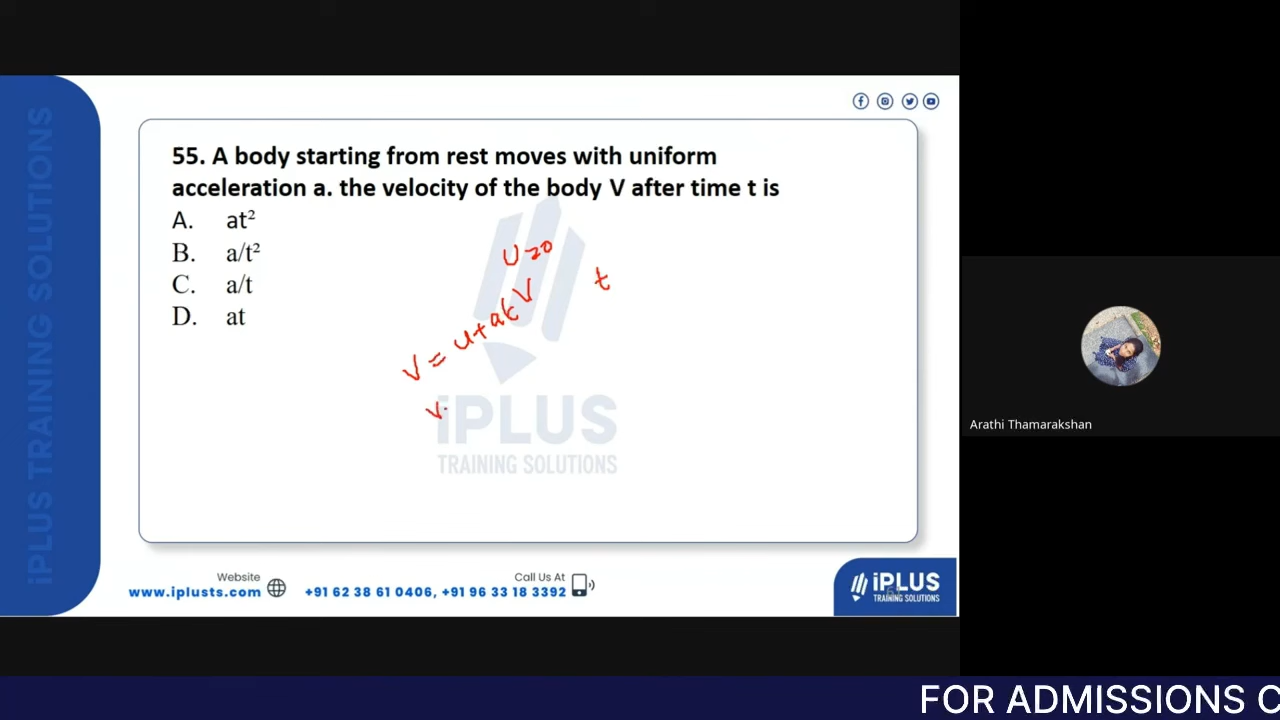 iPLUS TRAINING SOLUTIONS
55. A body starting from rest moves with uniform
acceleration a. the velocity of the body V after time t is
A. at²
B. a/t²
C. a/t
D. at
U=0
V
t
V = u+at
V
iPLUS
TRAINING SOLUTIONS
Website
www.iplusts.com
Call Us At
+91 62 38 61 0406, +91 96 33 18 3392
iPLUS
TRAINING SOLUTIONS
Arathi Thamarakshan
FOR ADMISSIONS C